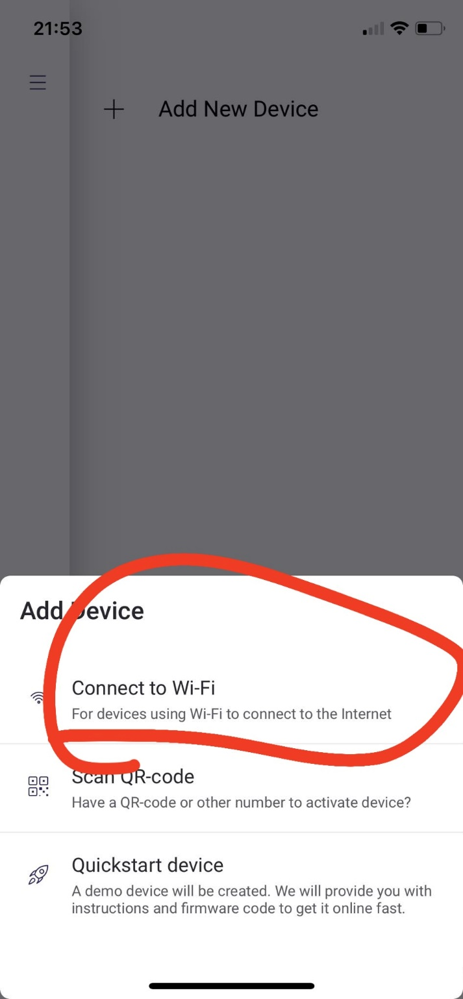 21:53
Add New Device
Add Device
Connect to Wi-Fi
For devices using Wi-Fi to connect to the Internet
Scan QR-code
Have a QR-code or other number to activate device?
Quickstart device
A demo device will be created. We will provide you with
instructions and firmware code to get it online fast.